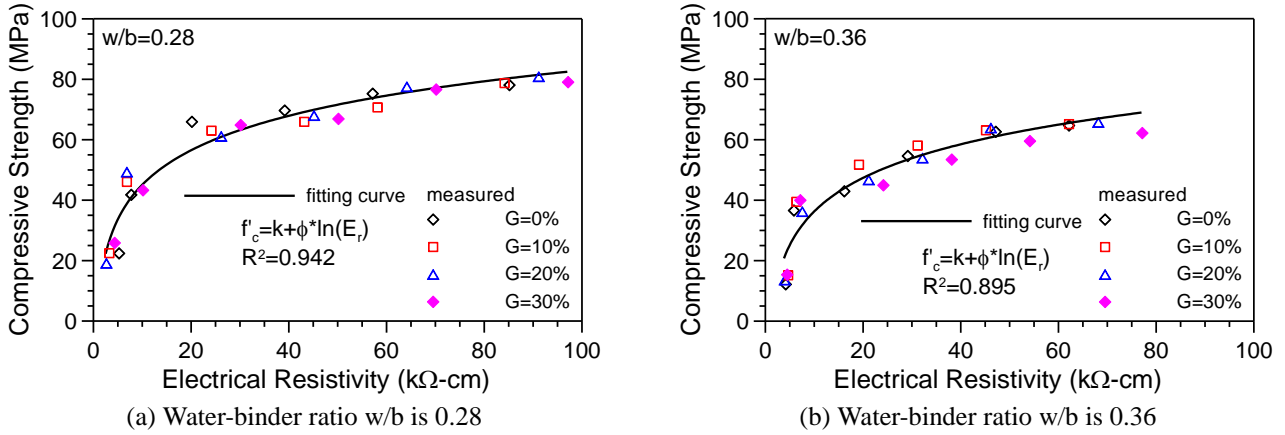 100
80
60
40
20
0
Compressive Strength (MPa)
w/b=0.28
fitting curve
f'c=k+ϕ*ln(Er)
R²=0.942
measured
G=0%
G=10%
G=20%
G=30%
0 20 40 60 80 100
Electrical Resistivity (kΩ-cm)
(a) Water-binder ratio w/b is 0.28
100
80
60
40
20
0
Compressive Strength (MPa)
w/b=0.36
fitting curve
f'c=k+ϕ*ln(Er)
R²=0.895
measured
G=0%
G=10%
G=20%
G=30%
0 20 40 60 80 100
Electrical Resistivity (kΩ-cm)
(b) Water-binder ratio w/b is 0.36